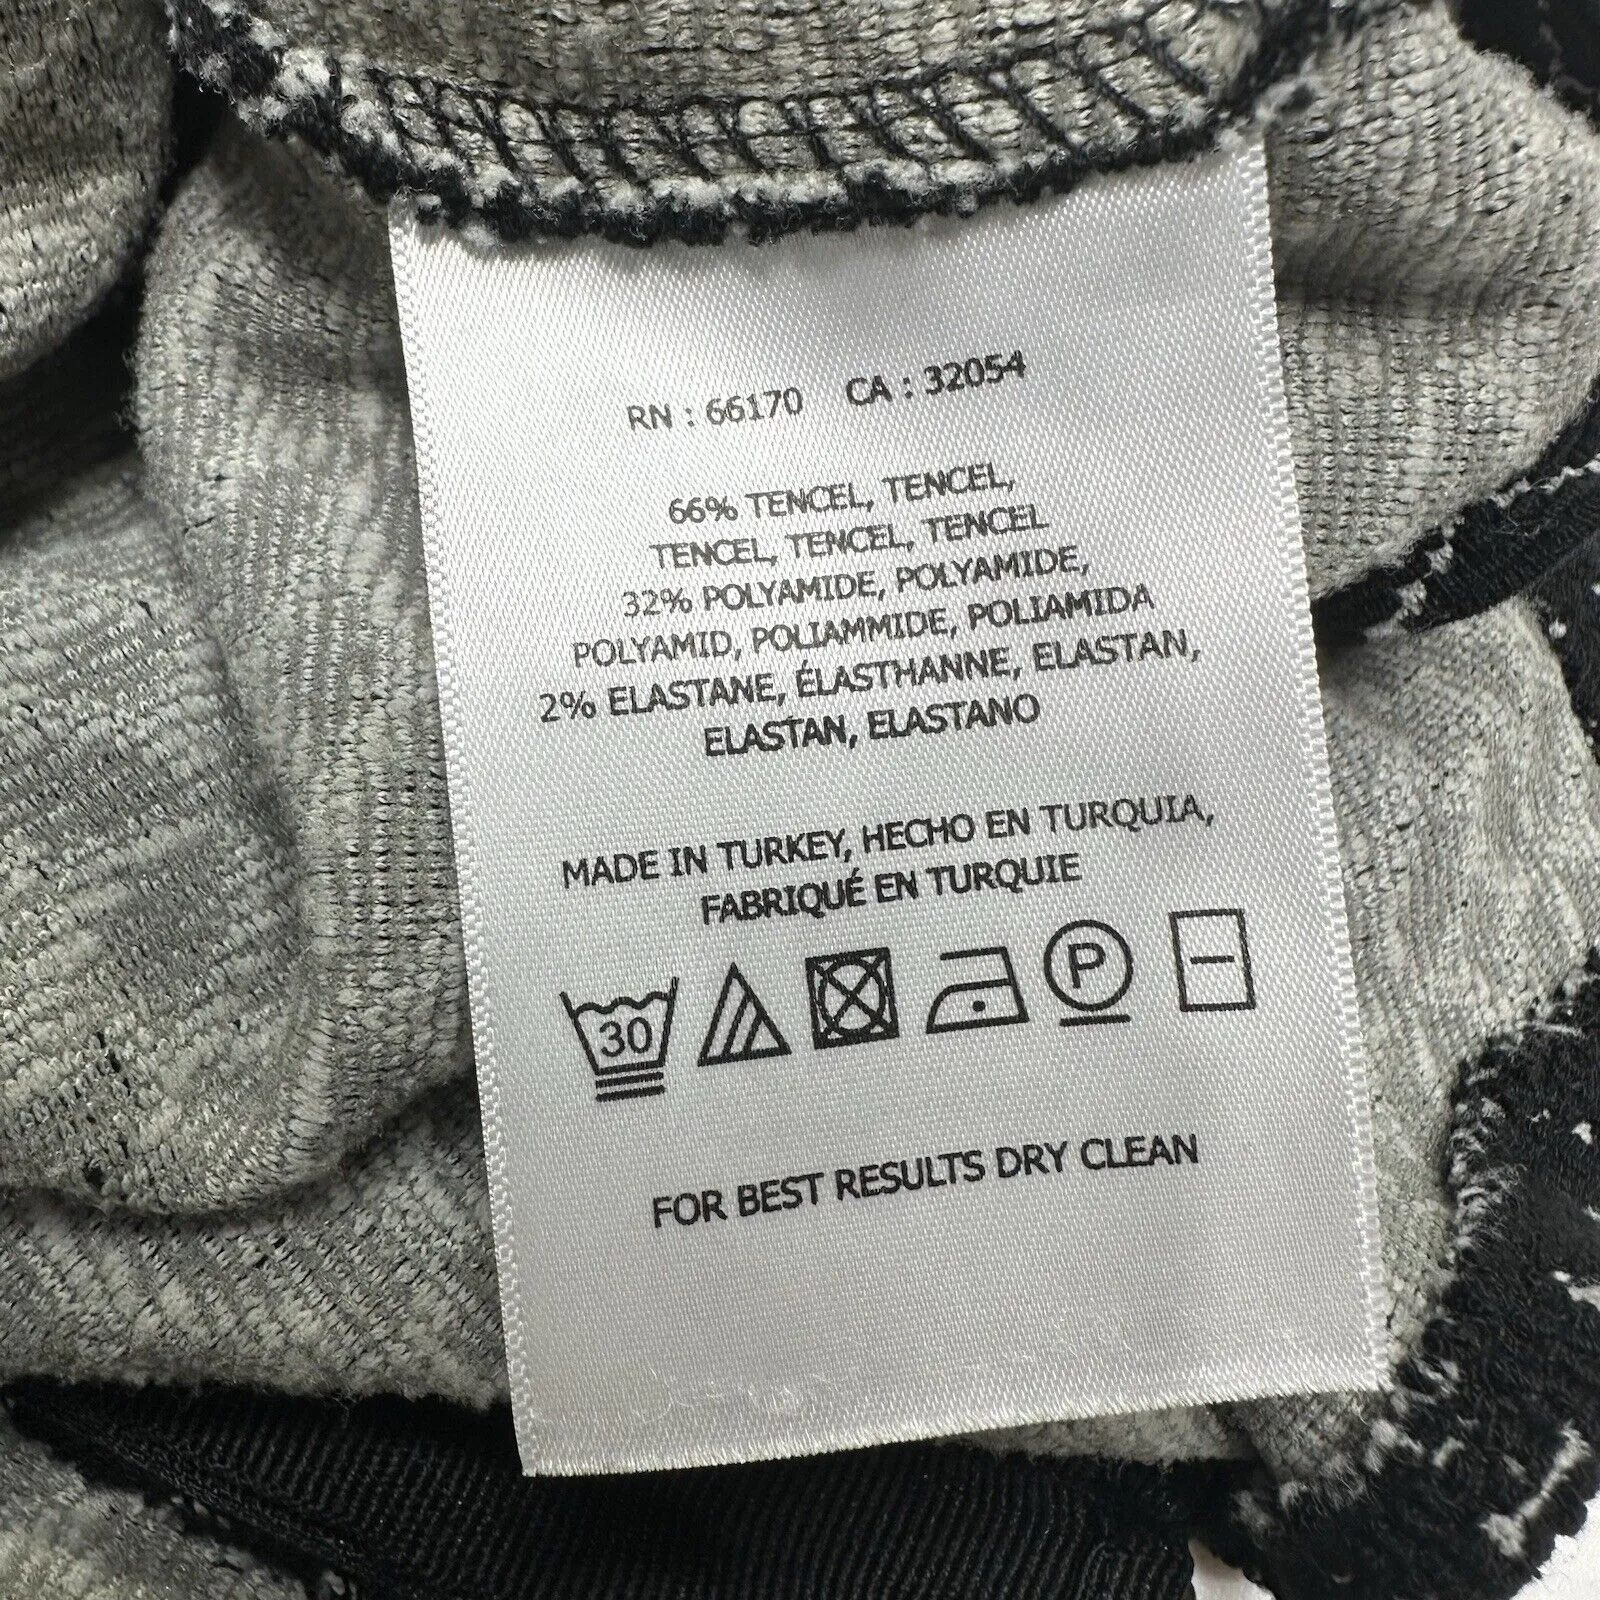 RN : 66170 CA : 32054
66% TENCEL, TENCEL,
TENCEL, TENCEL, TENCEL
32% POLYAMIDE, POLYAMIDE,
POLYAMID, POLIAMMIDE, POLIAMIDA
2% ELASTANE, ÉLASTHANNE, ELASTAN,
ELASTAN, ELASTANO
MADE IN TURKEY, HECHO EN TURQUIA,
FABRIQUÉ EN TURQUIE
30 P
FOR BEST RESULTS DRY CLEAN